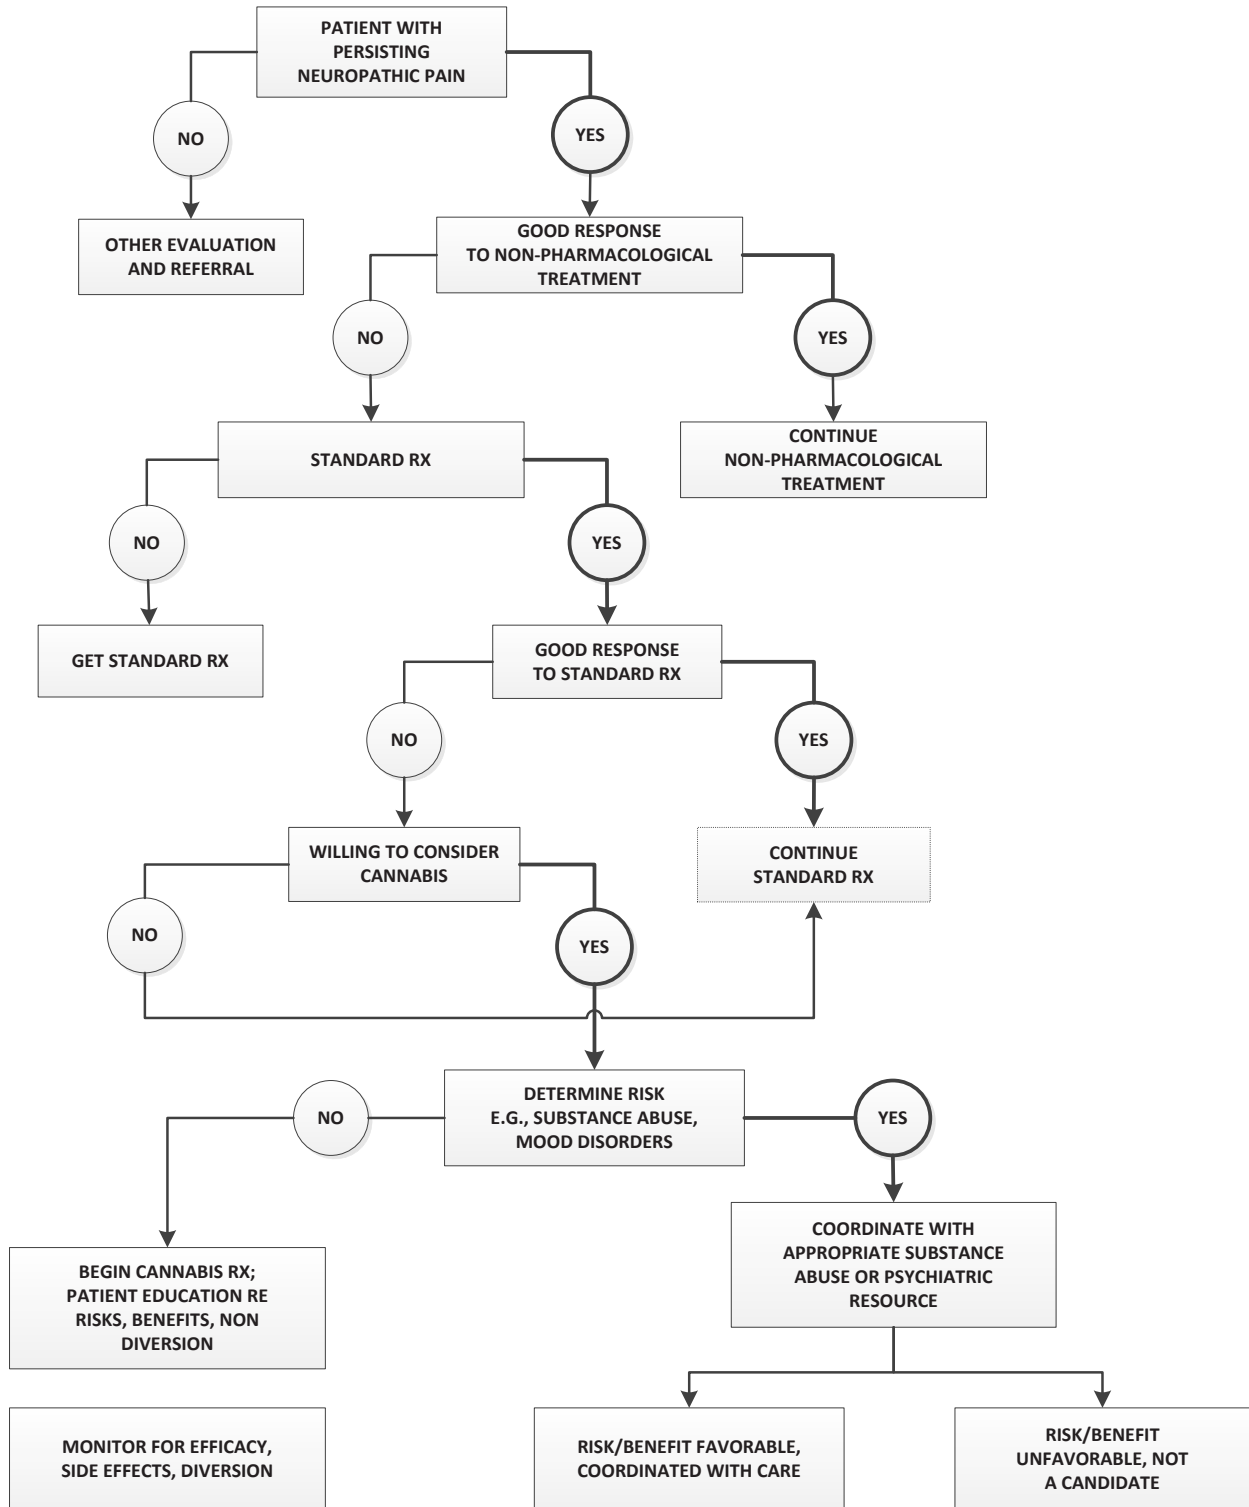 PATIENT WITH
PERSISTING
NEUROPATHIC PAIN
NO
YES
OTHER EVALUATION
AND REFERRAL
GOOD RESPONSE
TO NON-PHARMACOLOGICAL
TREATMENT
NO
YES
STANDARD RX
CONTINUE
NON-PHARMACOLOGICAL
TREATMENT
NO
YES
GET STANDARD RX
GOOD RESPONSE
TO STANDARD RX
NO
YES
WILLING TO CONSIDER
CANNABIS
CONTINUE
STANDARD RX
NO
YES
DETERMINE RISK
E.G., SUBSTANCE ABUSE,
MOOD DISORDERS
NO
YES
COORDINATE WITH
APPROPRIATE SUBSTANCE
ABUSE OR PSYCHIATRIC
RESOURCE
BEGIN CANNABIS RX;
PATIENT EDUCATION RE
RISKS, BENEFITS, NON
DIVERSION
MONITOR FOR EFFICACY,
SIDE EFFECTS, DIVERSION
RISK/BENEFIT FAVORABLE,
COORDINATED WITH CARE
RISK/BENEFIT
UNFAVORABLE, NOT
A CANDIDATE